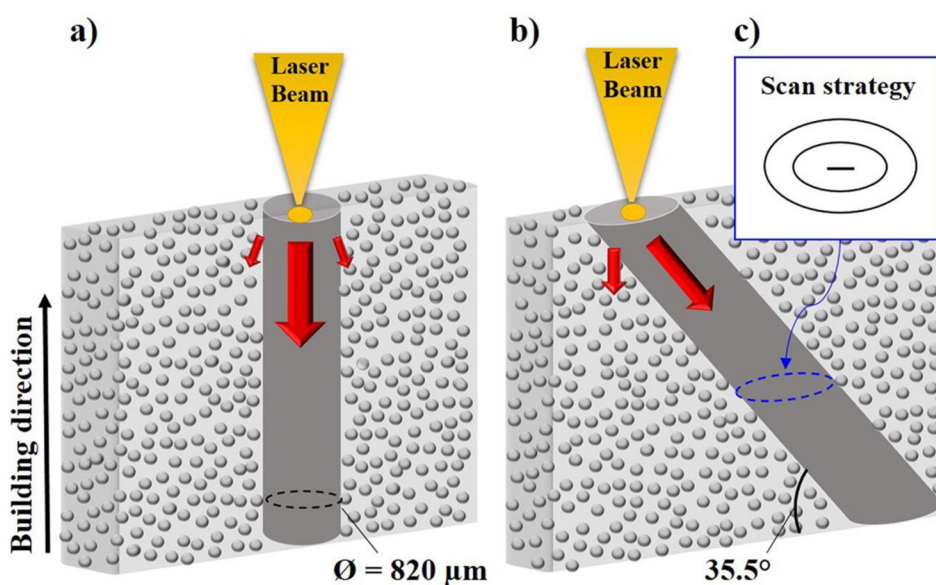 a)
Laser
Beam
b)
Laser
Beam
c)
Scan strategy
Building direction
Ø = 820 µm
35.5°